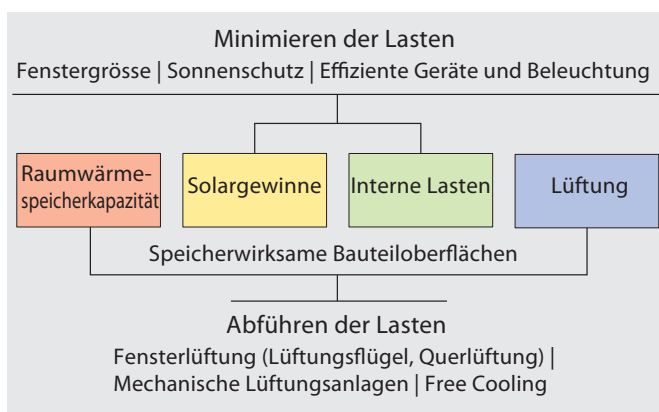 Minimieren der Lasten
Fenstergrösse | Sonnenschutz | Effiziente Geräte und Beleuchtung
Raumwärme-
speicherkapazität
Solargewinne
Interne Lasten
Lüftung
Speicherwirksame Bauteiloberflächen
Abführen der Lasten
Fensterlüftung (Lüftungsflügel, Querlüftung) |
Mechanische Lüftungsanlagen | Free Cooling